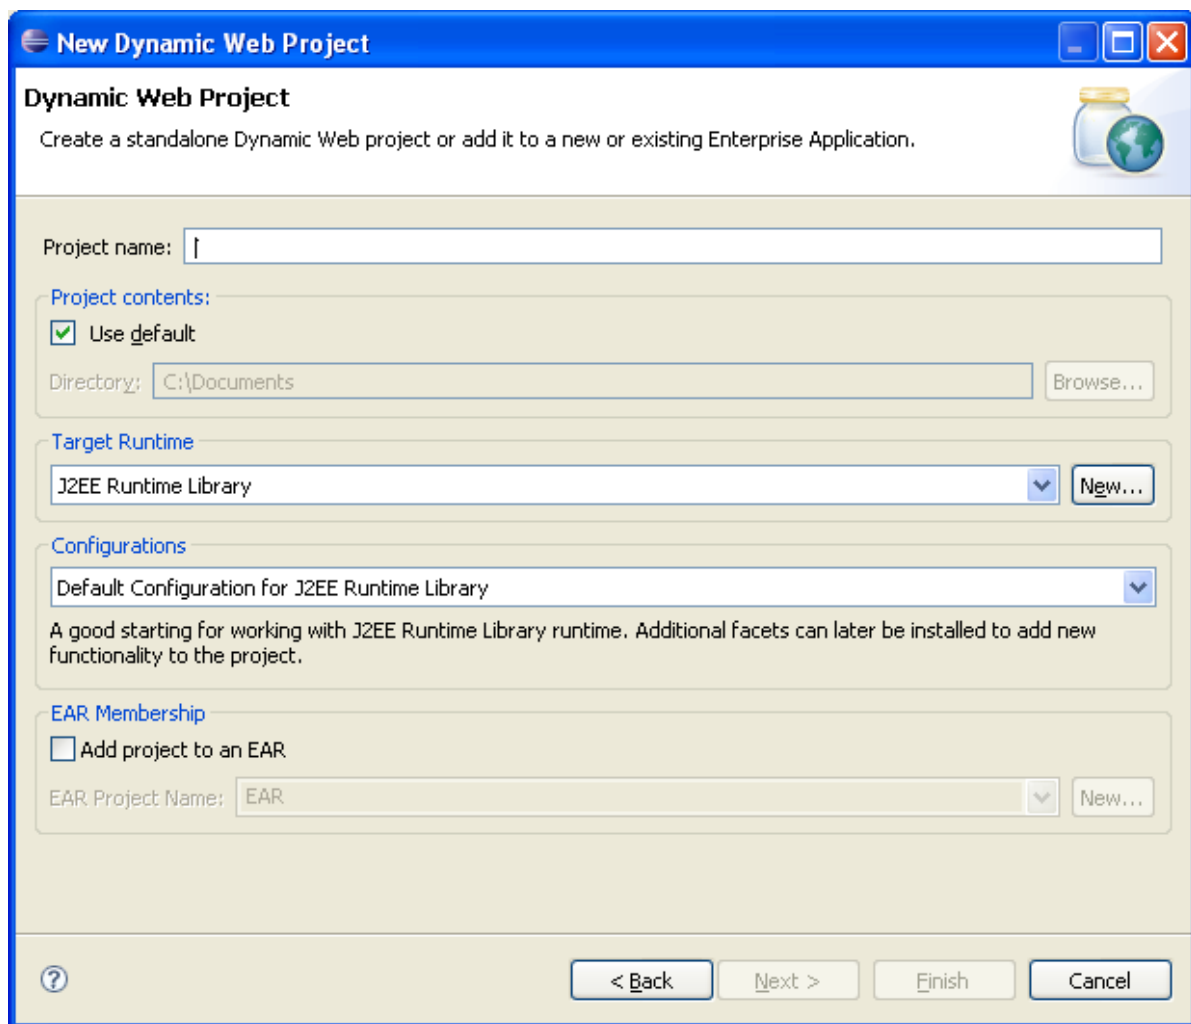 New Dynamic Web Project
Dynamic Web Project
Create a standalone Dynamic Web project or add it to a new or existing Enterprise Application.
Project name:
Project contents:
Use default
Directory: C:\Documents Browse...
Target Runtime
J2EE Runtime Library New...
Configurations
Default Configuration for J2EE Runtime Library
A good starting for working with J2EE Runtime Library runtime. Additional facets can later be installed to add new
functionality to the project.
EAR Membership
Add project to an EAR
EAR Project Name: EAR New...
? < Back Next > Finish Cancel